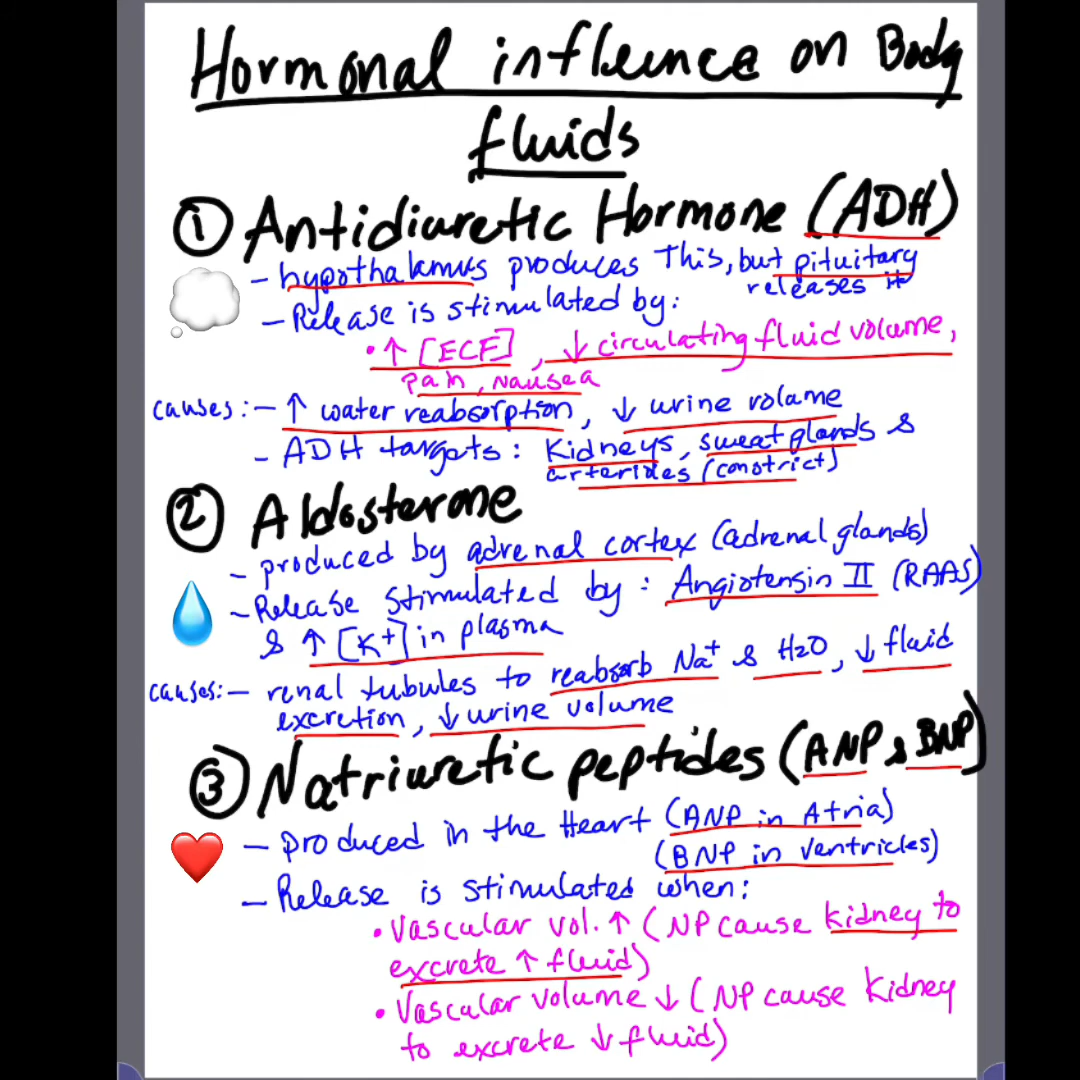 Hormonal influence on Body
fluids
① Antidiuretic Hormone (ADH)
- hypothalamus produces This, but pituitary
releases it
- Release is stimulated by:
• ↑ [ECF], ↓ circulating fluid volume,
pain, nausea
causes: - ↑ water reabsorption, ↓ urine volume
- ADH targets: Kidneys, sweat glands &
arterioles (constrict)
② Aldosterone
- produced by adrenal cortex (adrenal glands)
- Release stimulated by: Angiotensin II (RAAS)
& ↑ [K+] in plasma
causes: - renal tubules to reabsorb Na+ & H2O, ↓ fluid
excretion, ↓ urine volume
③ Natriuretic peptides (ANP & BNP)
- produced in the Heart (ANP in Atria)
(BNP in ventricles)
- Release is stimulated when:
• Vascular vol. ↑ (NP cause kidney to
excrete ↑ fluid)
• Vascular volume ↓ (NP cause kidney
to excrete ↓ fluid)